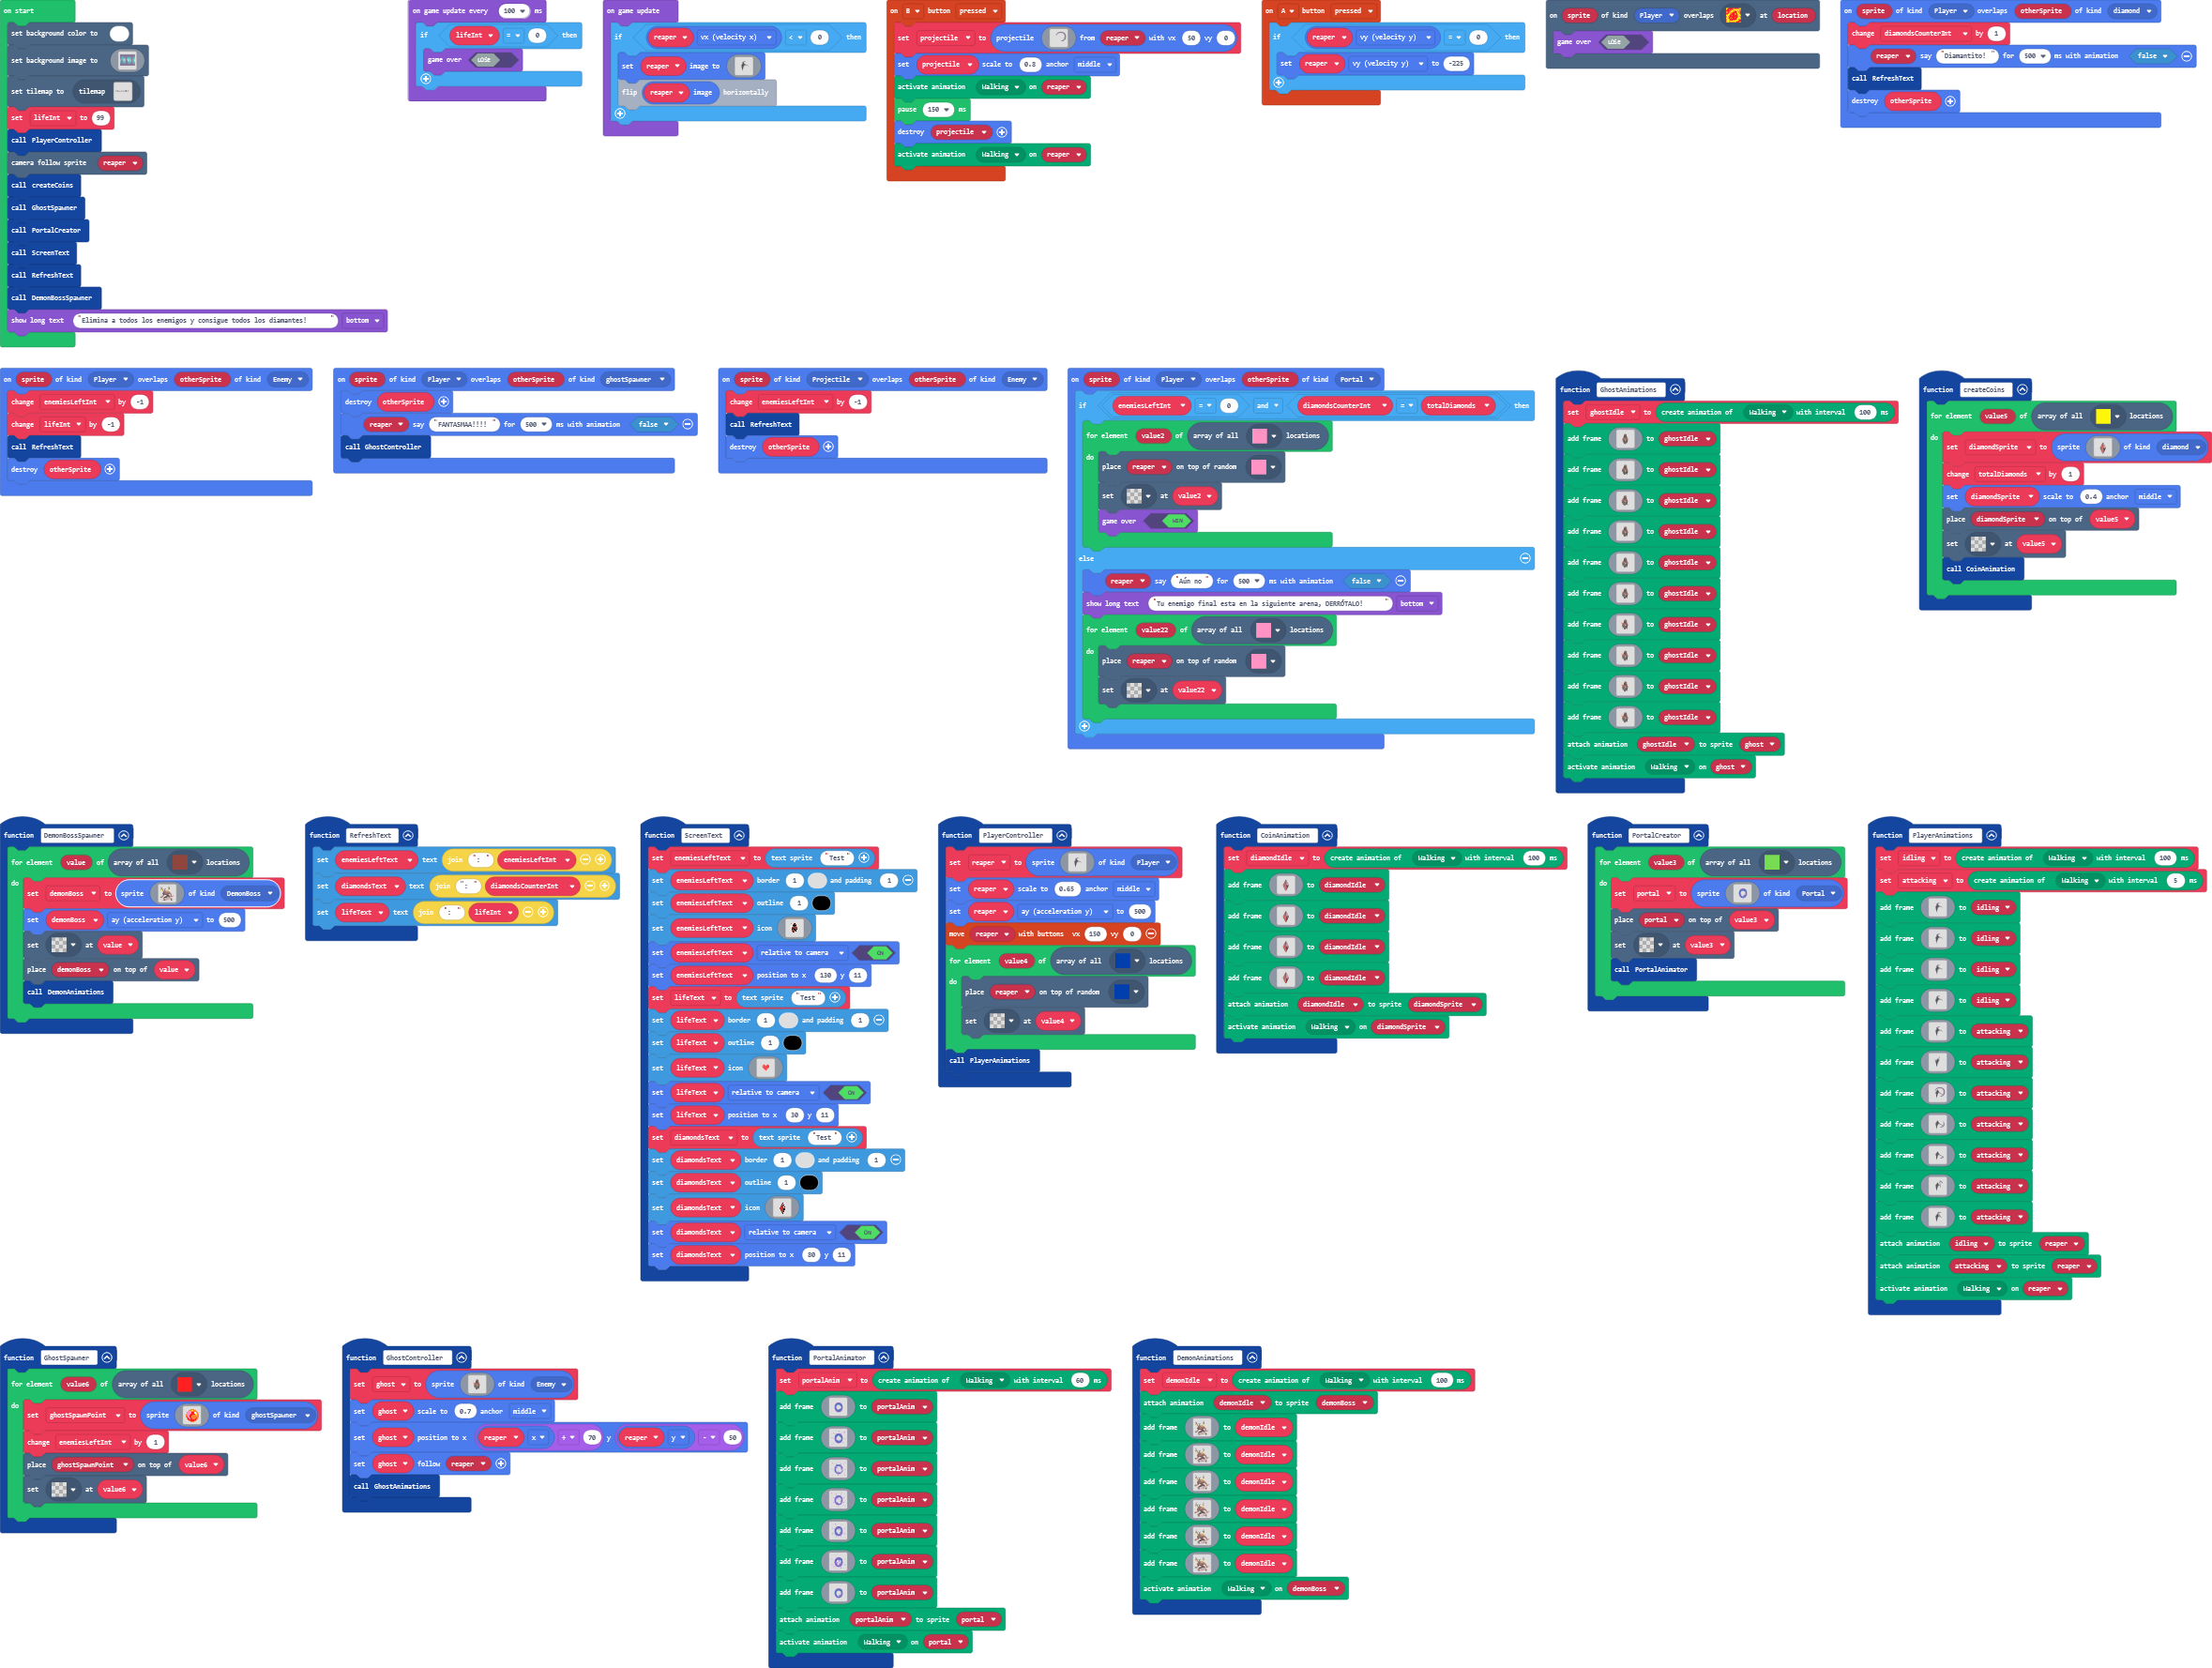 on start
set background color to
set background image to
set tilemap to tilemap
set lifeInt to 99
call PlayerController
camera follow sprite reaper
call createCoins
call GhostSpawner
call PortalCreator
call ScreenText
call RefreshText
call DemonBossSpawner
show long text "Elimina a todos los enemigos y consigue todos los diamantes! " bottom
on game update every 100 ms
if lifeInt = 0 then
game over LOSE
on game update
if reaper vx (velocity x) < 0 then
set reaper image to
flip reaper image horizontally
on B button pressed
set projectile to projectile from reaper with vx 50 vy 0
set projectile scale to 0.8 anchor middle
activate animation Walking on reaper
pause 150 ms
destroy projectile
activate animation Walking on reaper
on A button pressed
if reaper vy (velocity y) = 0 then
set reaper vy (velocity y) to -225
on sprite of kind Player overlaps at location
game over LOSE
on sprite of kind Player overlaps otherSprite of kind diamond
change diamondsCounterInt by 1
reaper say "Diamantito! " for 500 ms with animation false
call RefreshText
destroy otherSprite
on sprite of kind Player overlaps otherSprite of kind Enemy
change enemiesLeftInt by -1
change lifeInt by -1
call RefreshText
destroy otherSprite
on sprite of kind Player overlaps otherSprite of kind ghostSpawner
destroy otherSprite
reaper say "FANTASMAA!!!! " for 500 ms with animation false
call GhostController
on sprite of kind Projectile overlaps otherSprite of kind Enemy
change enemiesLeftInt by -1
call RefreshText
destroy otherSprite
on sprite of kind Player overlaps otherSprite of kind Portal
if enemiesLeftInt = 0 and diamondsCounterInt = totalDiamonds then
for element value2 of array of all locations
do
place reaper on top of random
set at value2
game over WIN
else
reaper say "Aún no " for 500 ms with animation false
show long text "Tu enemigo final esta en la siguiente arena, DERRÓTALO! " bottom
for element value22 of array of all locations
do
place reaper on top of random
set at value22
function GhostAnimations
set ghostIdle to create animation of Walking with interval 100 ms
add frame to ghostIdle
add frame to ghostIdle
add frame to ghostIdle
add frame to ghostIdle
add frame to ghostIdle
add frame to ghostIdle
add frame to ghostIdle
add frame to ghostIdle
add frame to ghostIdle
add frame to ghostIdle
attach animation ghostIdle to sprite ghost
activate animation Walking on ghost
function createCoins
for element value5 of array of all locations
do
set diamondSprite to sprite of kind diamond
change totalDiamonds by 1
set diamondSprite scale to 0.4 anchor middle
place diamondSprite on top of value5
set at value5
call CoinAnimation
function DemonBossSpawner
for element value of array of all locations
do
set demonBoss to sprite of kind DemonBoss
set demonBoss ay (acceleration y) to 500
set at value
place demonBoss on top of value
call DemonAnimations
function RefreshText
set enemiesLeftText text join ": " enemiesLeftInt
set diamondsText text join ": " diamondsCounterInt
set lifeText text join ": " lifeInt
function ScreenText
set enemiesLeftText to text sprite "Test"
set enemiesLeftText border 1 and padding 1
set enemiesLeftText outline 1
set enemiesLeftText icon
set enemiesLeftText relative to camera ON
set enemiesLeftText position to x 130 y 11
set lifeText to text sprite "Test"
set lifeText border 1 and padding 1
set lifeText outline 1
set lifeText icon
set lifeText relative to camera ON
set lifeText position to x 30 y 11
set diamondsText to text sprite "Test"
set diamondsText border 1 and padding 1
set diamondsText outline 1
set diamondsText icon
set diamondsText relative to camera ON
set diamondsText position to x 80 y 11
function PlayerController
set reaper to sprite of kind Player
set reaper scale to 0.65 anchor middle
set reaper ay (acceleration y) to 500
move reaper with buttons vx 150 vy 0
for element value4 of array of all locations
do
place reaper on top of random
set at value4
call PlayerAnimations
function CoinAnimation
set diamondIdle to create animation of Walking with interval 100 ms
add frame to diamondIdle
add frame to diamondIdle
add frame to diamondIdle
add frame to diamondIdle
attach animation diamondIdle to sprite diamondSprite
activate animation Walking on diamondSprite
function PortalCreator
for element value3 of array of all locations
do
set portal to sprite of kind Portal
place portal on top of value3
set at value3
call PortalAnimator
function PlayerAnimations
set idling to create animation of Walking with interval 100 ms
set attacking to create animation of Walking with interval 5 ms
add frame to idling
add frame to idling
add frame to idling
add frame to idling
add frame to attacking
add frame to attacking
add frame to attacking
add frame to attacking
add frame to attacking
add frame to attacking
add frame to attacking
attach animation idling to sprite reaper
attach animation attacking to sprite reaper
activate animation Walking on reaper
function GhostSpawner
for element value6 of array of all locations
do
set ghostSpawnPoint to sprite of kind ghostSpawner
change enemiesLeftInt by 1
place ghostSpawnPoint on top of value6
set at value6
function GhostController
set ghost to sprite of kind Enemy
set ghost scale to 0.7 anchor middle
set ghost position to x reaper x + 70 y reaper y - 50
set ghost follow reaper
call GhostAnimations
function PortalAnimator
set portalAnim to create animation of Walking with interval 60 ms
add frame to portalAnim
add frame to portalAnim
add frame to portalAnim
add frame to portalAnim
add frame to portalAnim
add frame to portalAnim
add frame to portalAnim
attach animation portalAnim to sprite portal
activate animation Walking on portal
function DemonAnimations
set demonIdle to create animation of Walking with interval 100 ms
attach animation demonIdle to sprite demonBoss
add frame to demonIdle
add frame to demonIdle
add frame to demonIdle
add frame to demonIdle
add frame to demonIdle
add frame to demonIdle
activate animation Walking on demonBoss